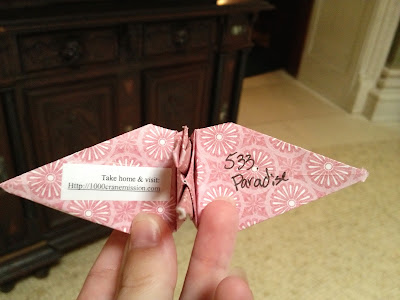 Take home & visit:
Http://1000cranemission.com
533
Paradise